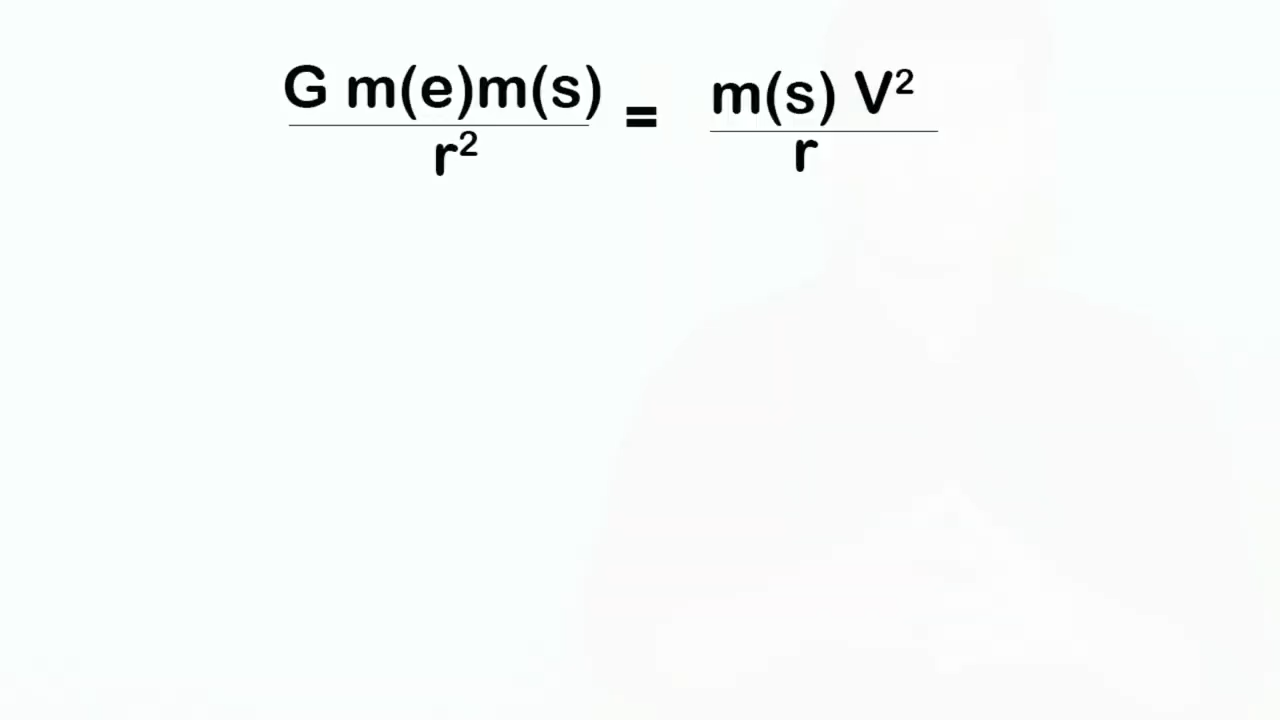 G m(e)m(s) = m(s) V²
r² r